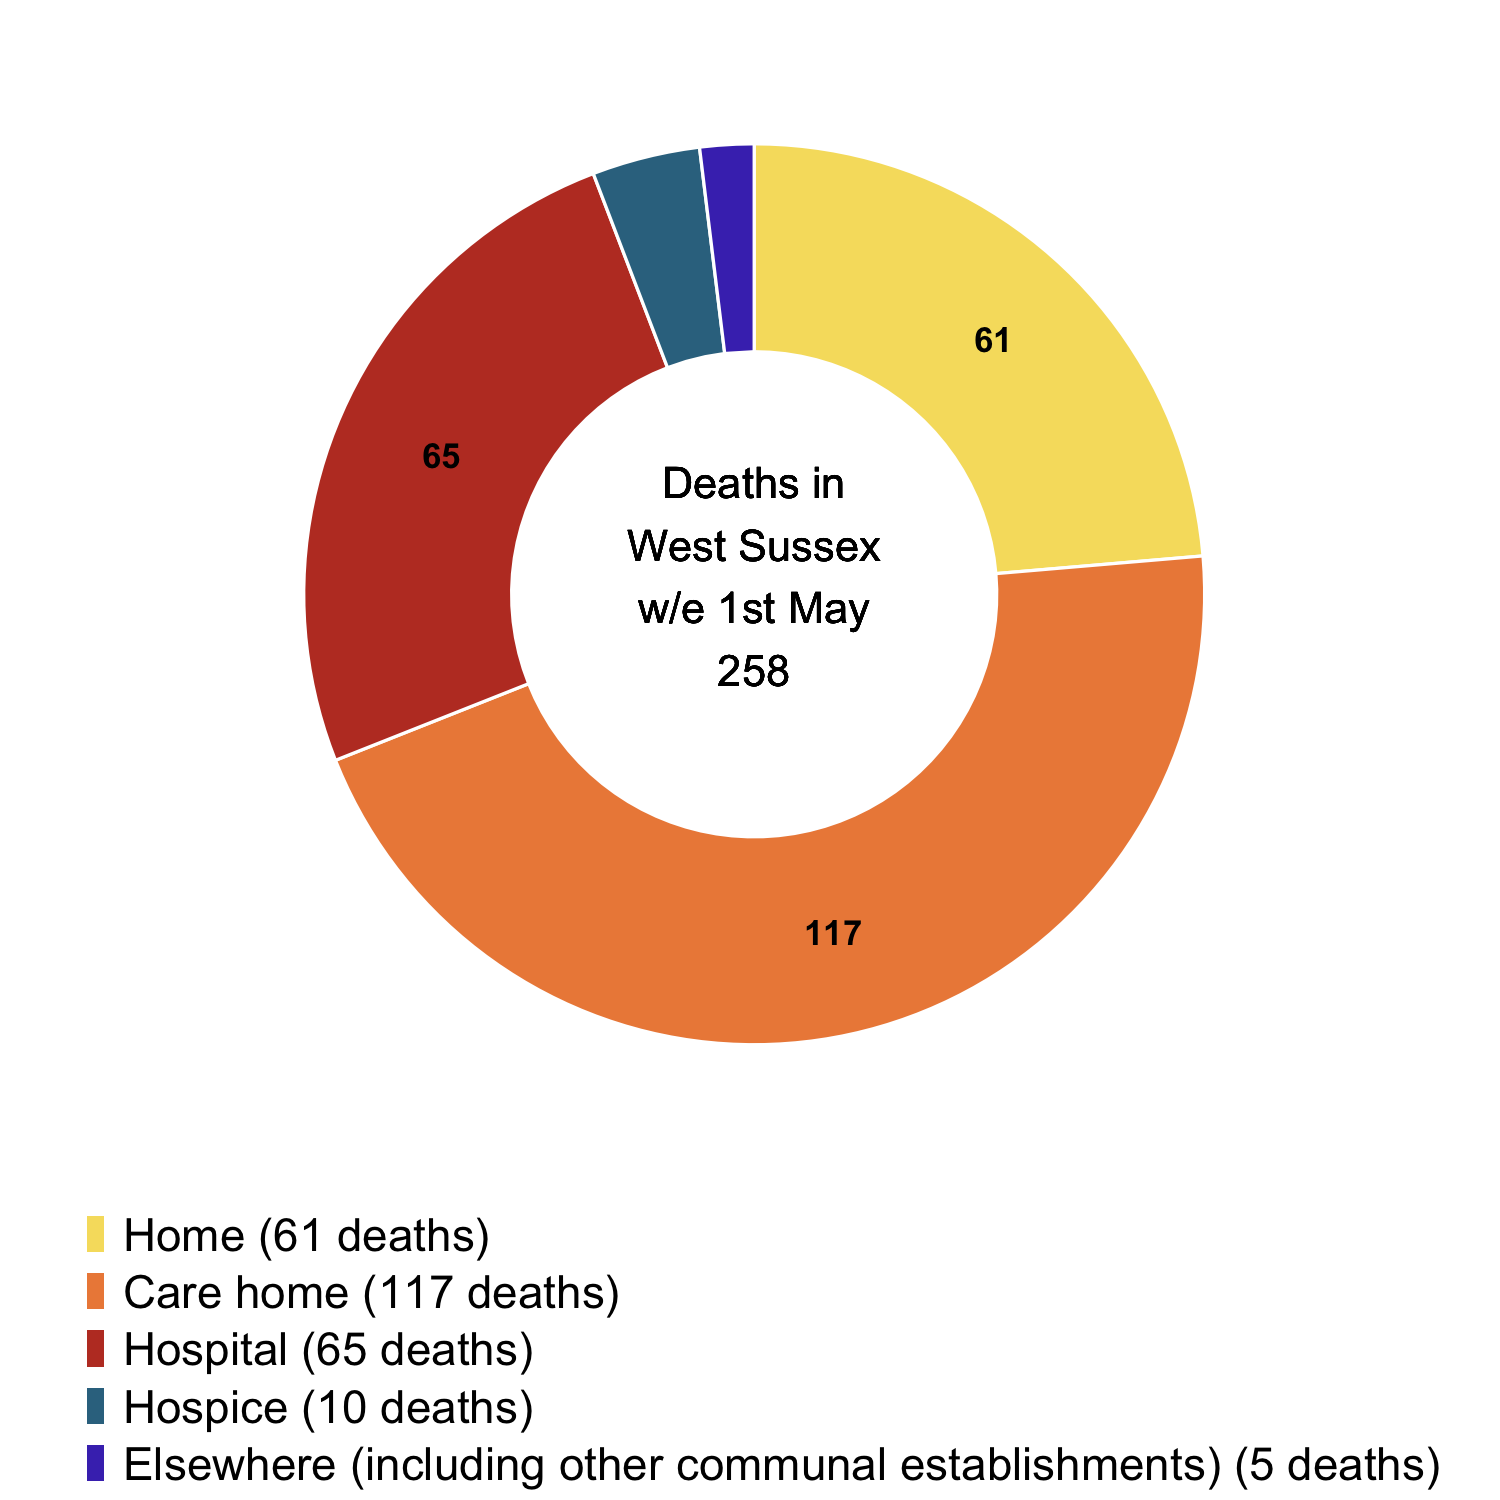 61
65
Deaths in
West Sussex
w/e 1st May
258
117
Home (61 deaths)
Care home (117 deaths)
Hospital (65 deaths)
Hospice (10 deaths)
Elsewhere (including other communal establishments) (5 deaths)